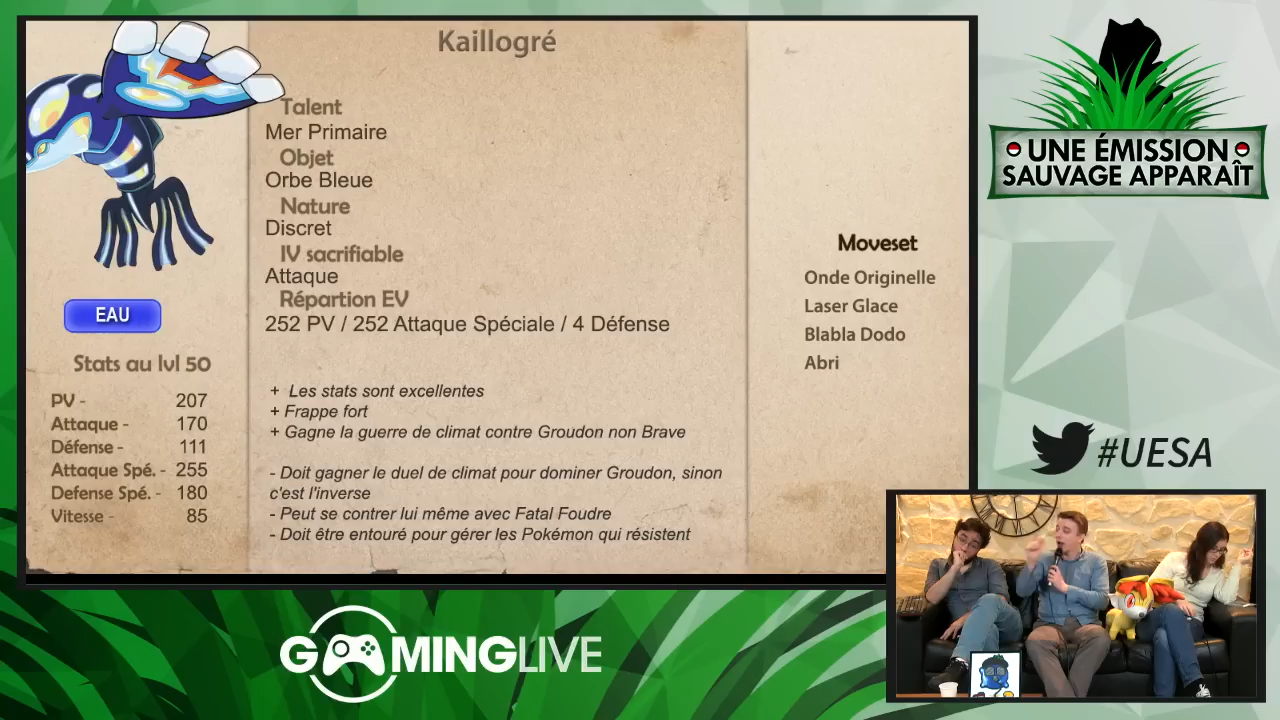 Kaillogré
Talent
Mer Primaire
Objet
Orbe Bleue
Nature
Discret
IV sacrifiable
Attaque
Répartion EV
252 PV / 252 Attaque Spéciale / 4 Défense
+ Les stats sont excellentes
+ Frappe fort
+ Gagne la guerre de climat contre Groudon non Brave
- Doit gagner le duel de climat pour dominer Groudon, sinon
c'est l'inverse
- Peut se contrer lui même avec Fatal Foudre
- Doit être entouré pour gérer les Pokémon qui résistent
EAU
Stats au lvl 50
PV - 207
Attaque - 170
Défense - 111
Attaque Spé. - 255
Defense Spé. - 180
Vitesse - 85
Moveset
Onde Originelle
Laser Glace
Blabla Dodo
Abri
UNE ÉMISSION
SAUVAGE APPARAÎT
#UESA
GAMINGLIVE